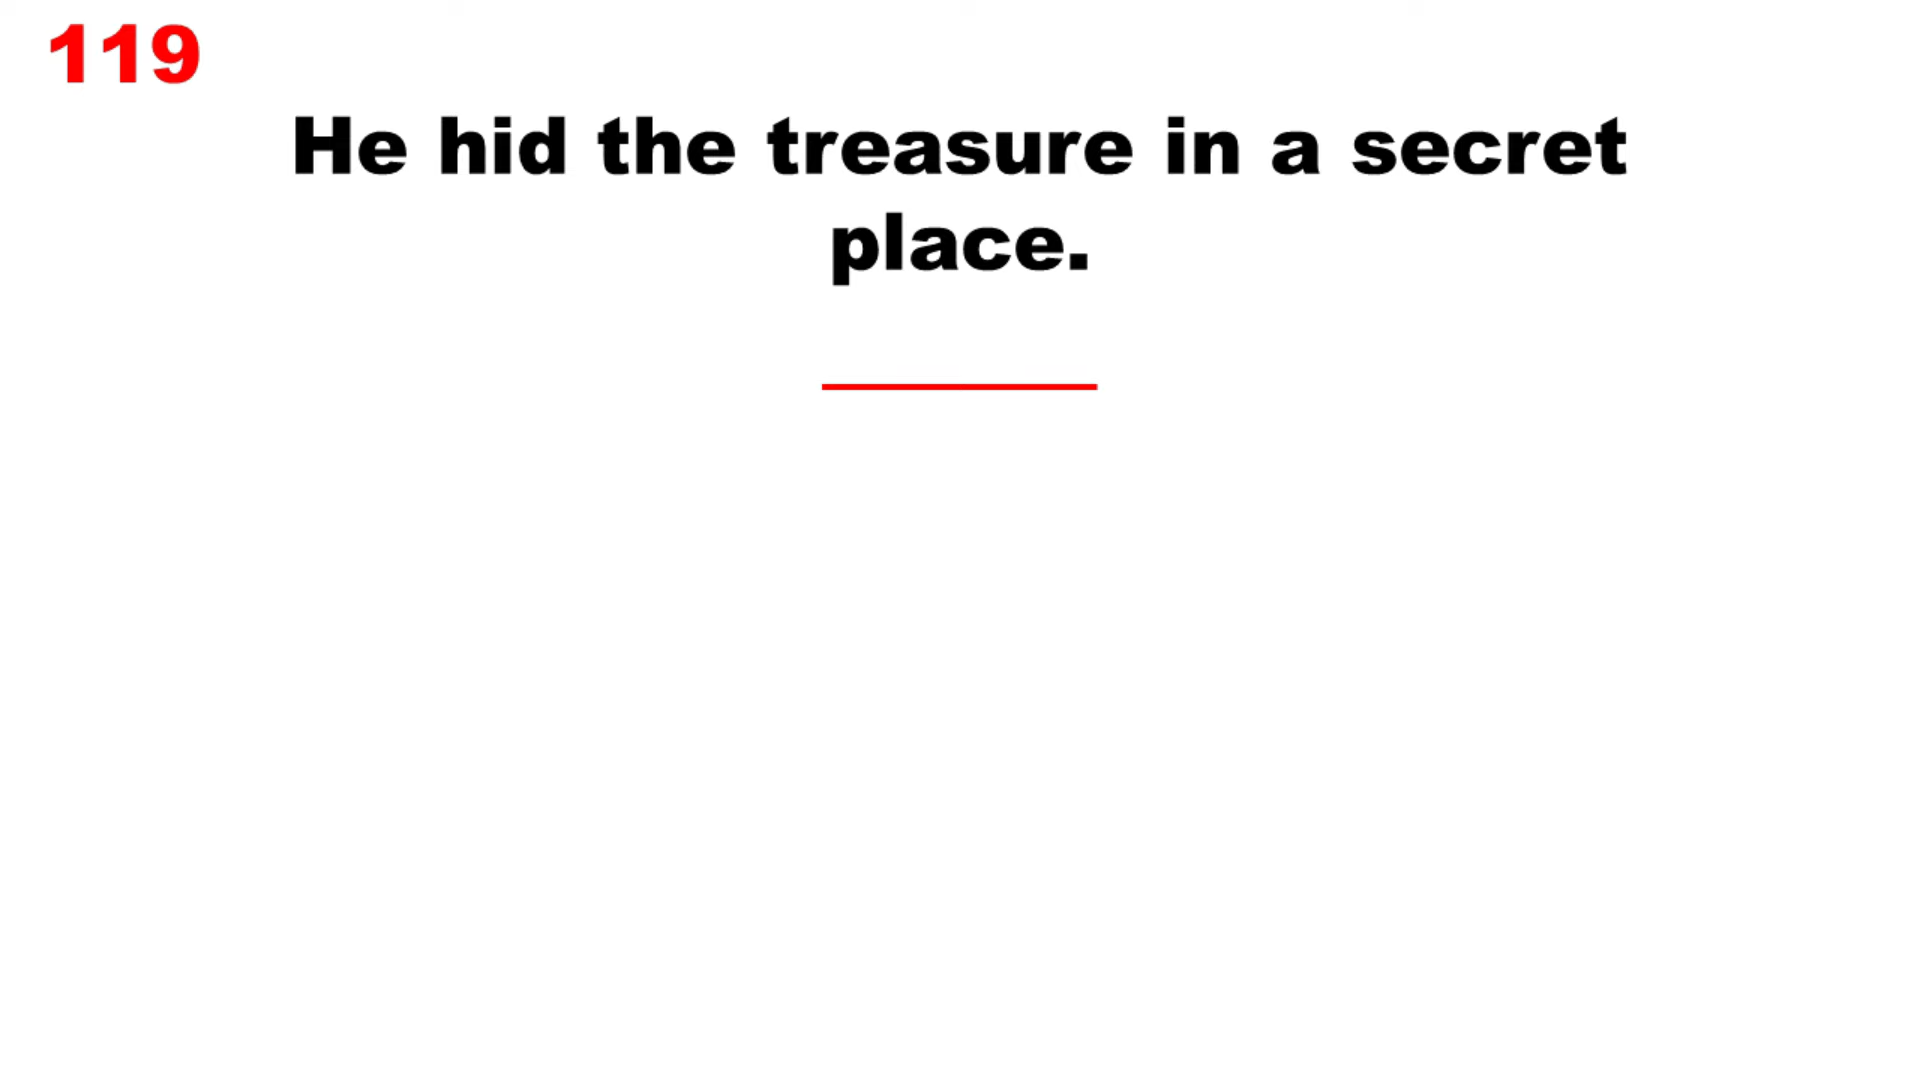 119
He hid the treasure in a secret
place.